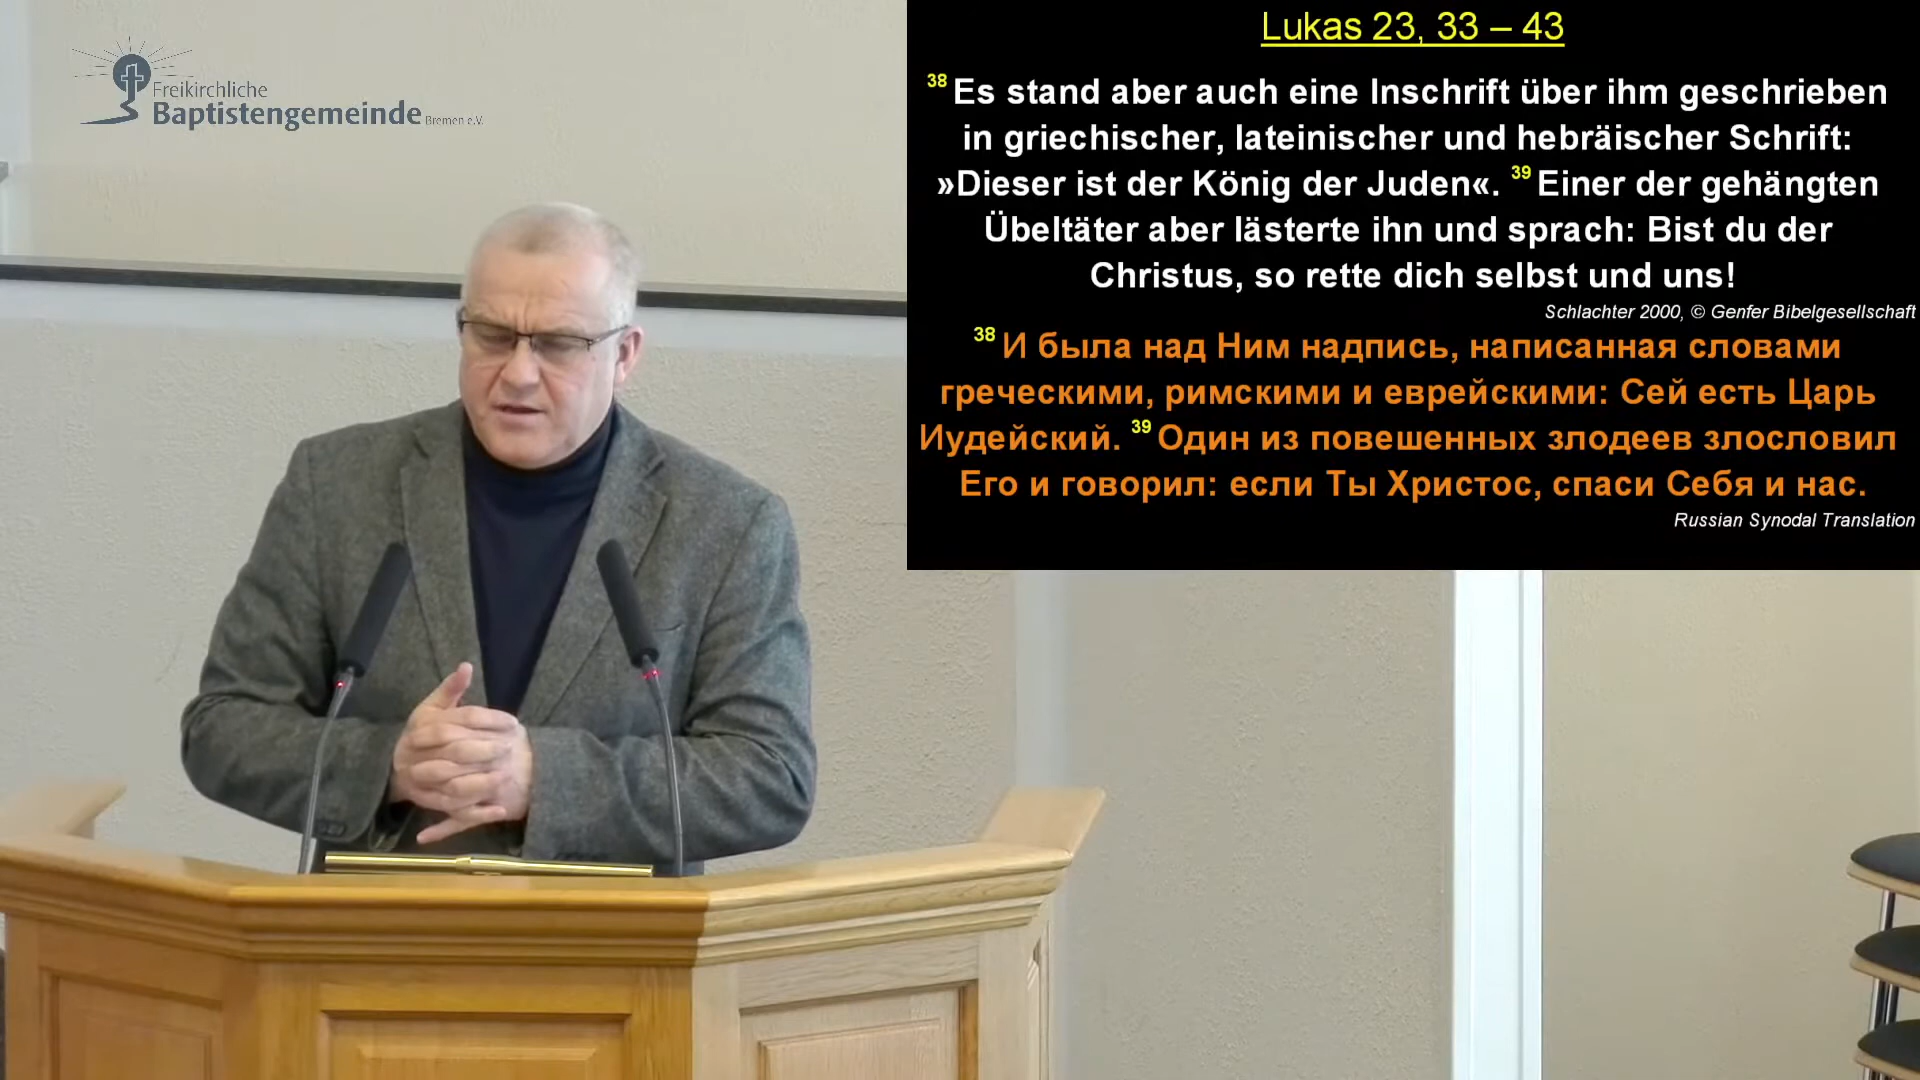 Freikirchliche
Baptistengemeinde Bremen e.V.
Lukas 23, 33 – 43
38 Es stand aber auch eine Inschrift über ihm geschrieben
in griechischer, lateinischer und hebräischer Schrift:
»Dieser ist der König der Juden«. 39 Einer der gehängten
Übeltäter aber lästerte ihn und sprach: Bist du der
Christus, so rette dich selbst und uns!
Schlachter 2000, © Genfer Bibelgesellschaft
38 И была над Ним надпись, написанная словами
греческими, римскими и еврейскими: Сей есть Царь
Иудейский. 39 Один из повешенных злодеев злословил
Его и говорил: если Ты Христос, спаси Себя и нас.
Russian Synodal Translation